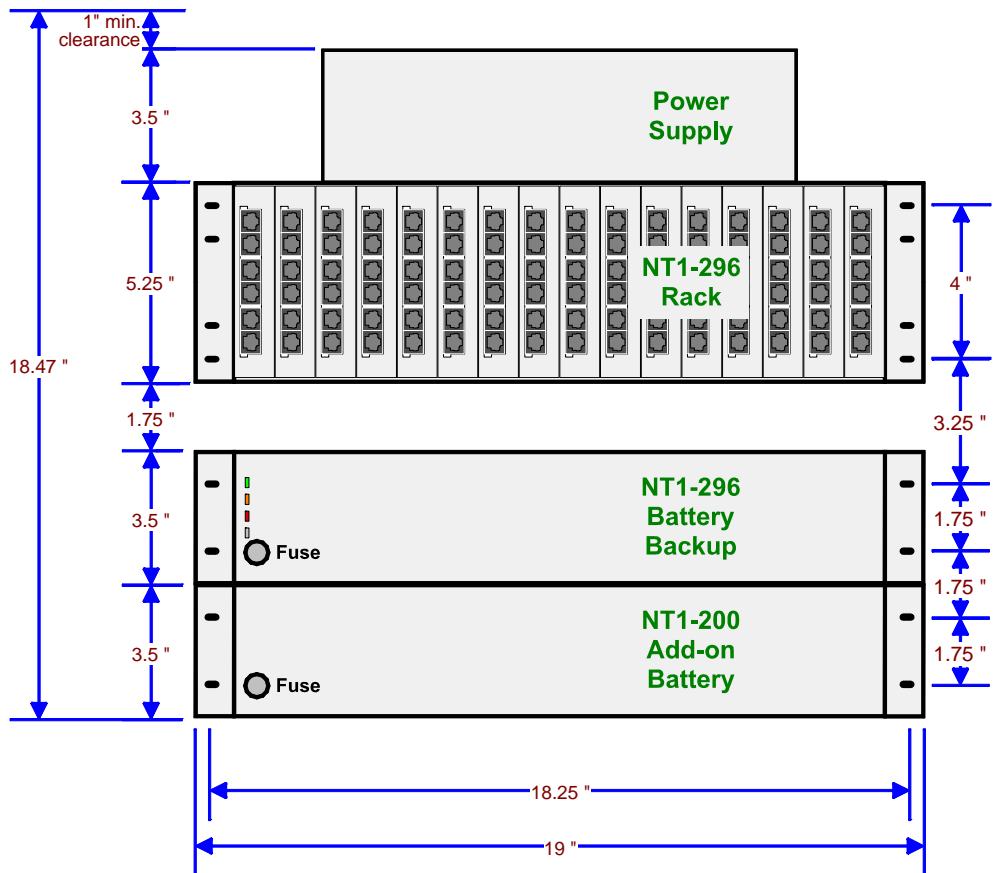 1" min.
clearance
3.5 "
Power
Supply
5.25 "
NT1-296
Rack
4 "
18.47 "
1.75 "
3.25 "
3.5 "
NT1-296
Battery
Backup
Fuse
1.75 "
1.75 "
3.5 "
NT1-200
Add-on
Battery
Fuse
1.75 "
18.25 "
19 "